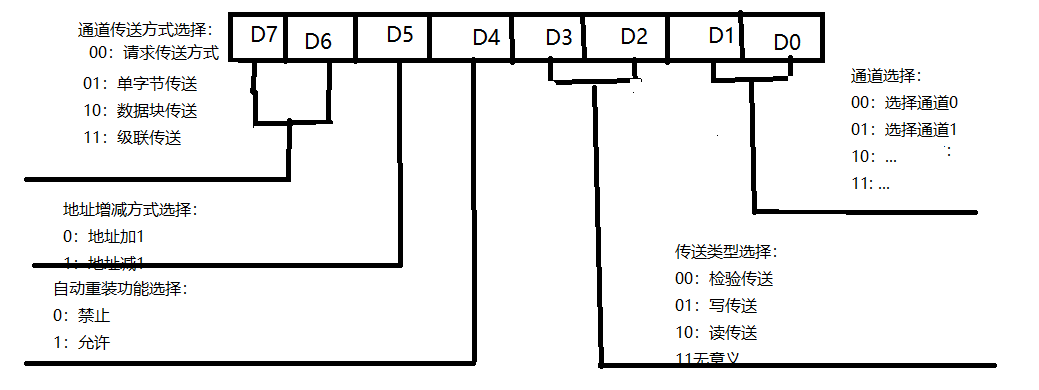 D7 D6 D5 D4 D3 D2 D1 D0
通道传送方式选择：
00：请求传送方式
01：单字节传送
10：数据块传送
11：级联传送
地址增减方式选择：
0：地址加1
1：地址减1
自动重装功能选择：
0：禁止
1：允许
传送类型选择：
00：检验传送
01：写传送
10：读传送
11无意义
通道选择：
00：选择通道0
01：选择通道1
10：...
11：...